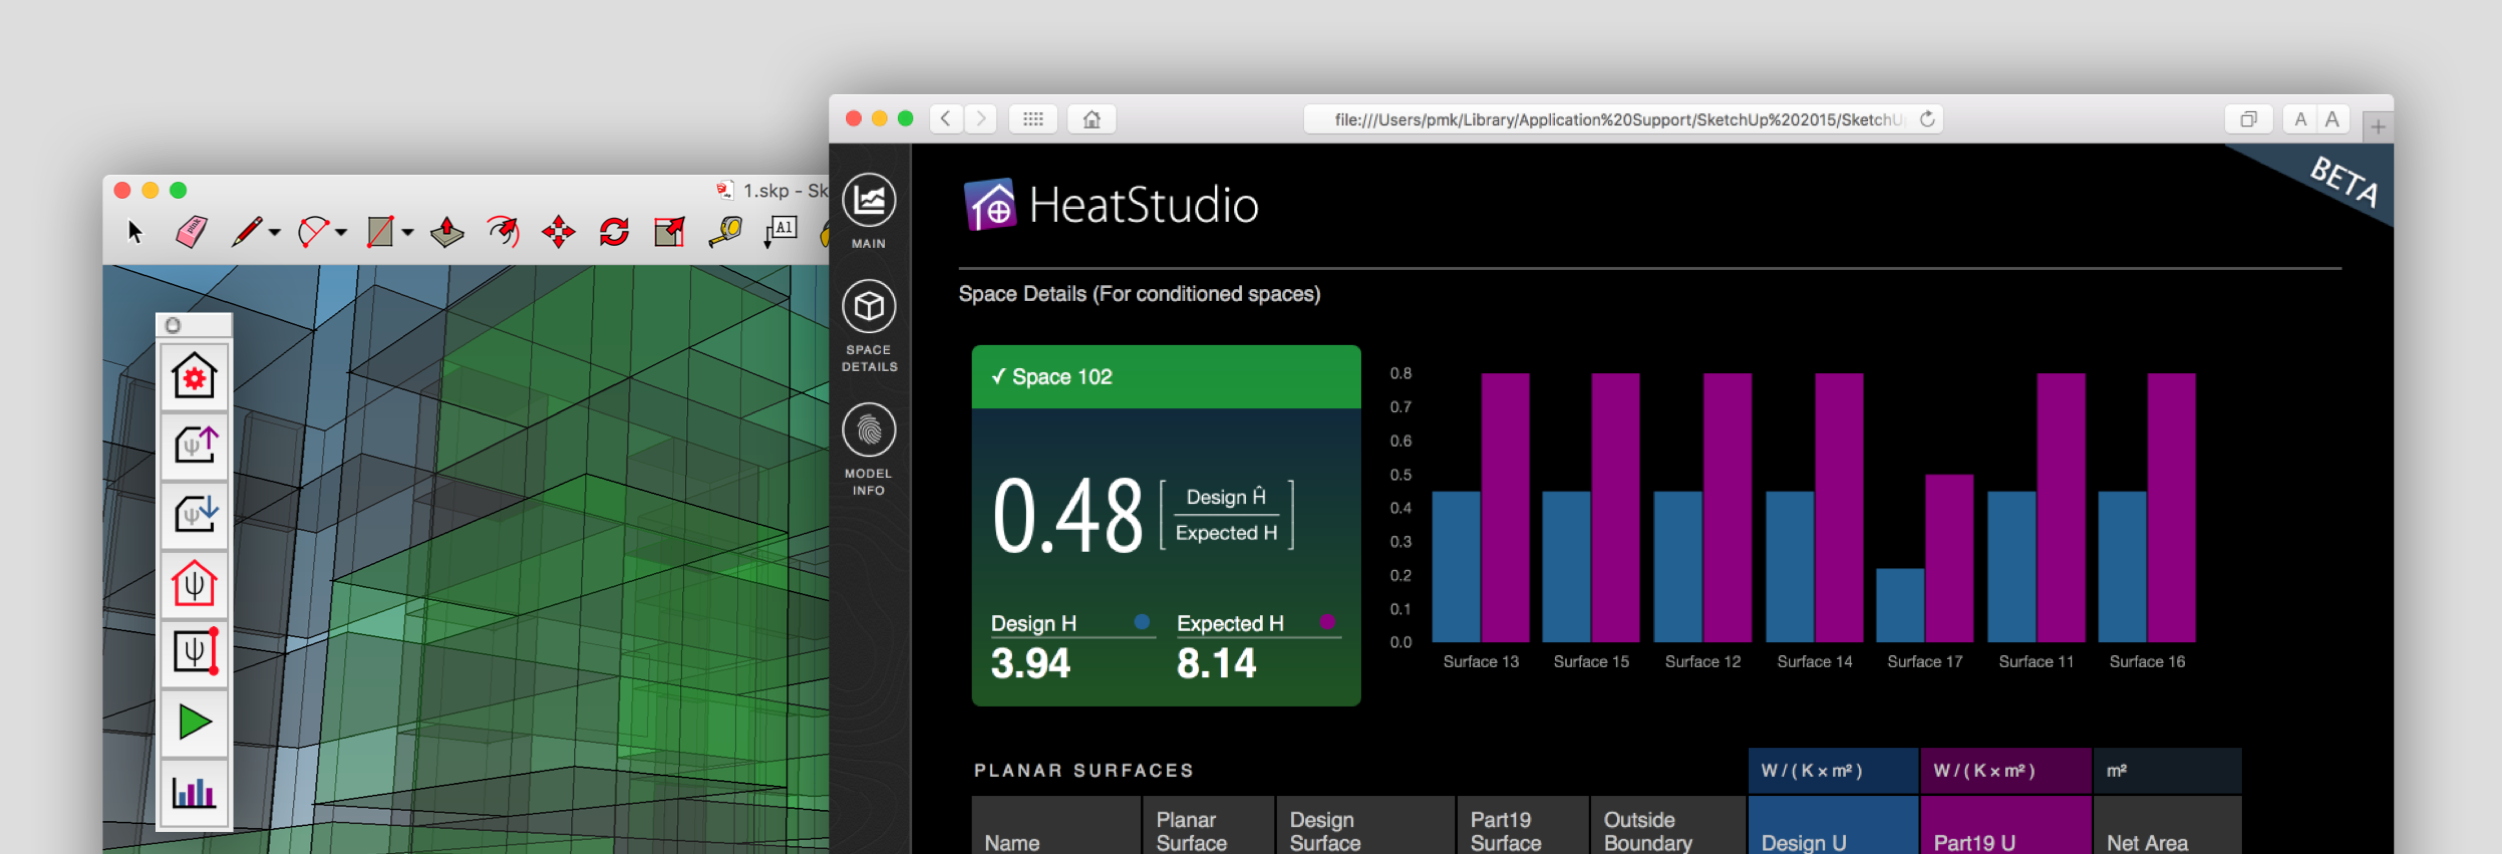 file:///Users/pmk/Library/Application%20Support/SketchUp%202015/SketchU
A A
1.skp - Sk
A1
MAIN
SPACE
DETAILS
MODEL
INFO
HeatStudio
BETA
Space Details (For conditioned spaces)
✓ Space 102
0.48
Design Ĥ
Expected H
Design H
3.94
Expected H
8.14
0.8
0.7
0.6
0.5
0.4
0.3
0.2
0.1
0.0
Surface 13
Surface 15
Surface 12
Surface 14
Surface 17
Surface 11
Surface 16
PLANAR SURFACES
W / ( K × m² )
W / ( K × m² )
m²
Name
Planar
Surface
Design
Surface
Part19
Surface
Outside
Boundary
Design U
Part19 U
Net Area
ψ
ψ
ψ
ψ